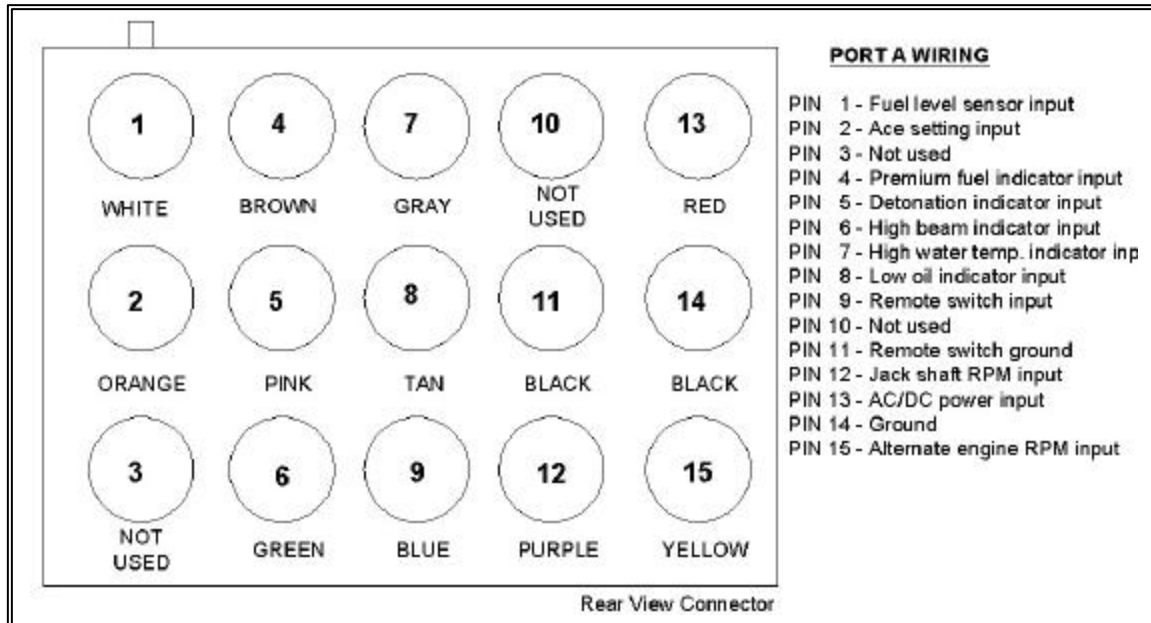 1 4 7 10 13
WHITE BROWN GRAY NOT USED RED
2 5 8 11 14
ORANGE PINK TAN BLACK BLACK
3 6 9 12 15
NOT USED GREEN BLUE PURPLE YELLOW
Rear View Connector
PORT A WIRING
PIN 1 - Fuel level sensor input
PIN 2 - Ace setting input
PIN 3 - Not used
PIN 4 - Premium fuel indicator input
PIN 5 - Detonation indicator input
PIN 6 - High beam indicator input
PIN 7 - High water temp. indicator inp
PIN 8 - Low oil indicator input
PIN 9 - Remote switch input
PIN 10 - Not used
PIN 11 - Remote switch ground
PIN 12 - Jack shaft RPM input
PIN 13 - AC/DC power input
PIN 14 - Ground
PIN 15 - Alternate engine RPM input